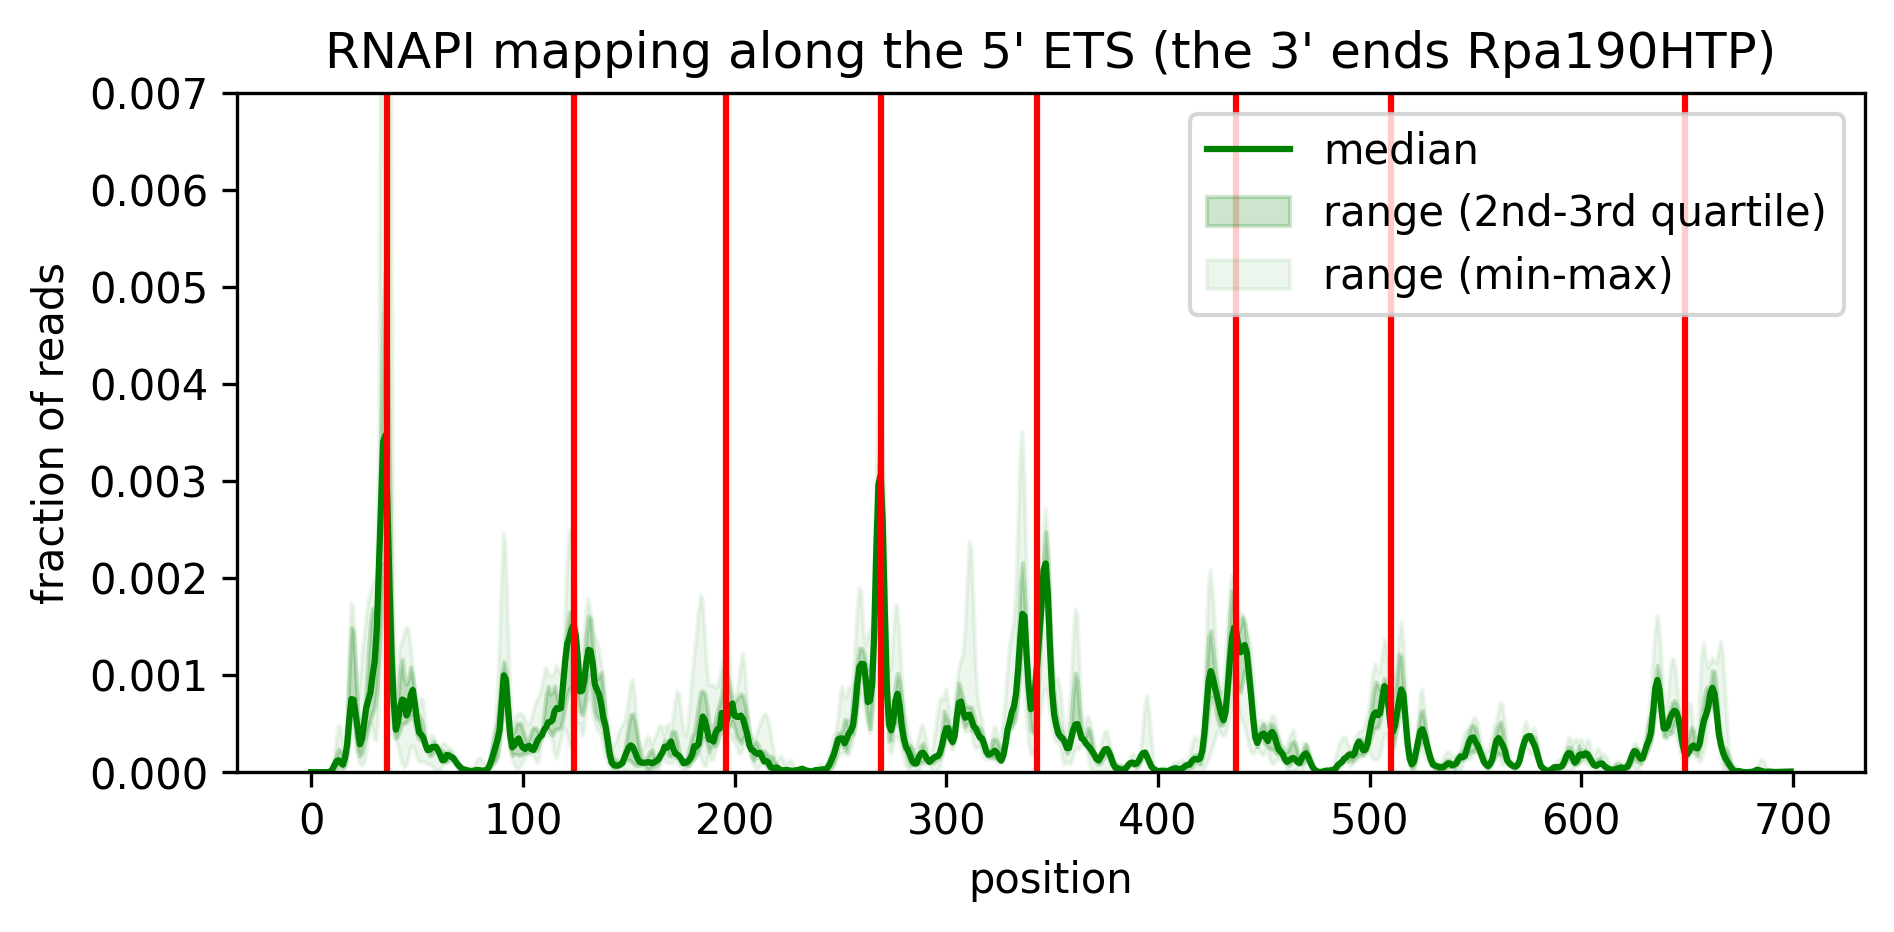 RNAPI mapping along the 5' ETS (the 3' ends Rpa190HTP)
0.007
0.006
0.005
0.004
0.003
0.002
0.001
0.000
fraction of reads
median
range (2nd-3rd quartile)
range (min-max)
0 100 200 300 400 500 600 700
position